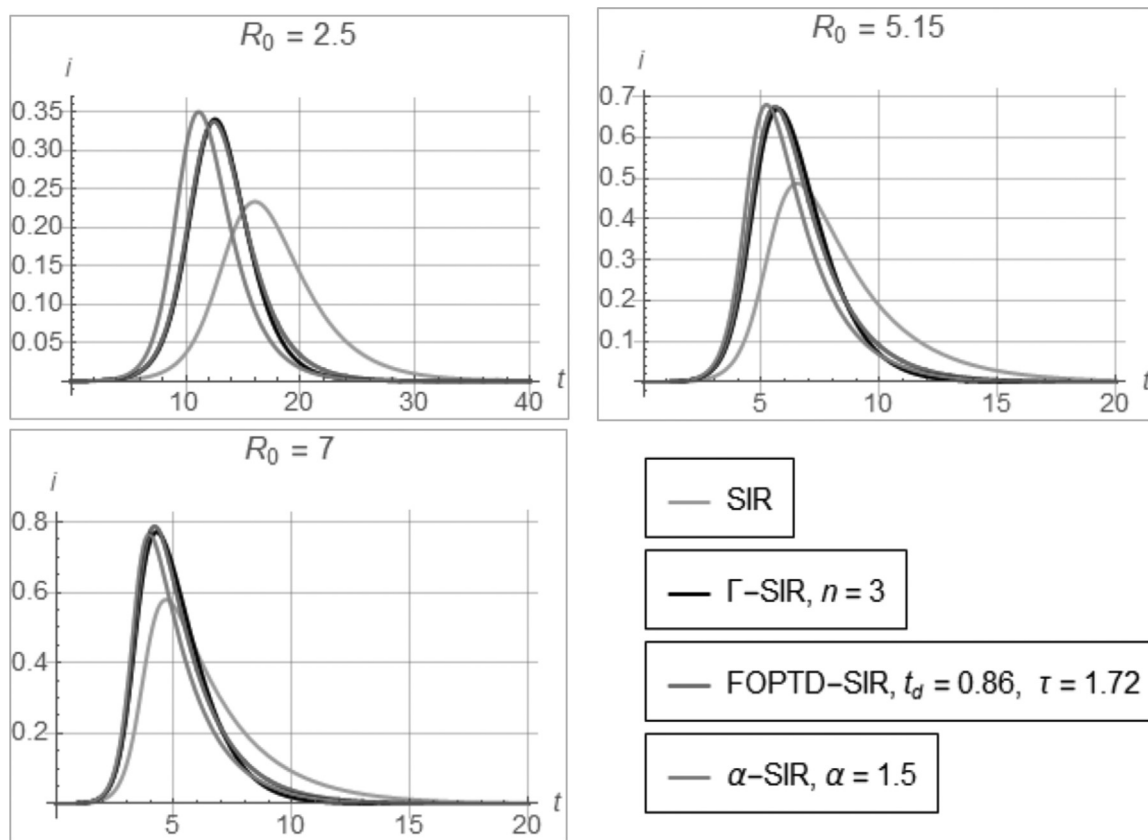 R0 = 2.5
i
0.35
0.30
0.25
0.20
0.15
0.10
0.05
10 20 30 40 t
R0 = 5.15
i
0.7
0.6
0.5
0.4
0.3
0.2
0.1
5 10 15 20 t
R0 = 7
i
0.8
0.6
0.4
0.2
5 10 15 20 t
SIR
Γ−SIR, n = 3
FOPTD−SIR, td = 0.86, τ = 1.72
α−SIR, α = 1.5